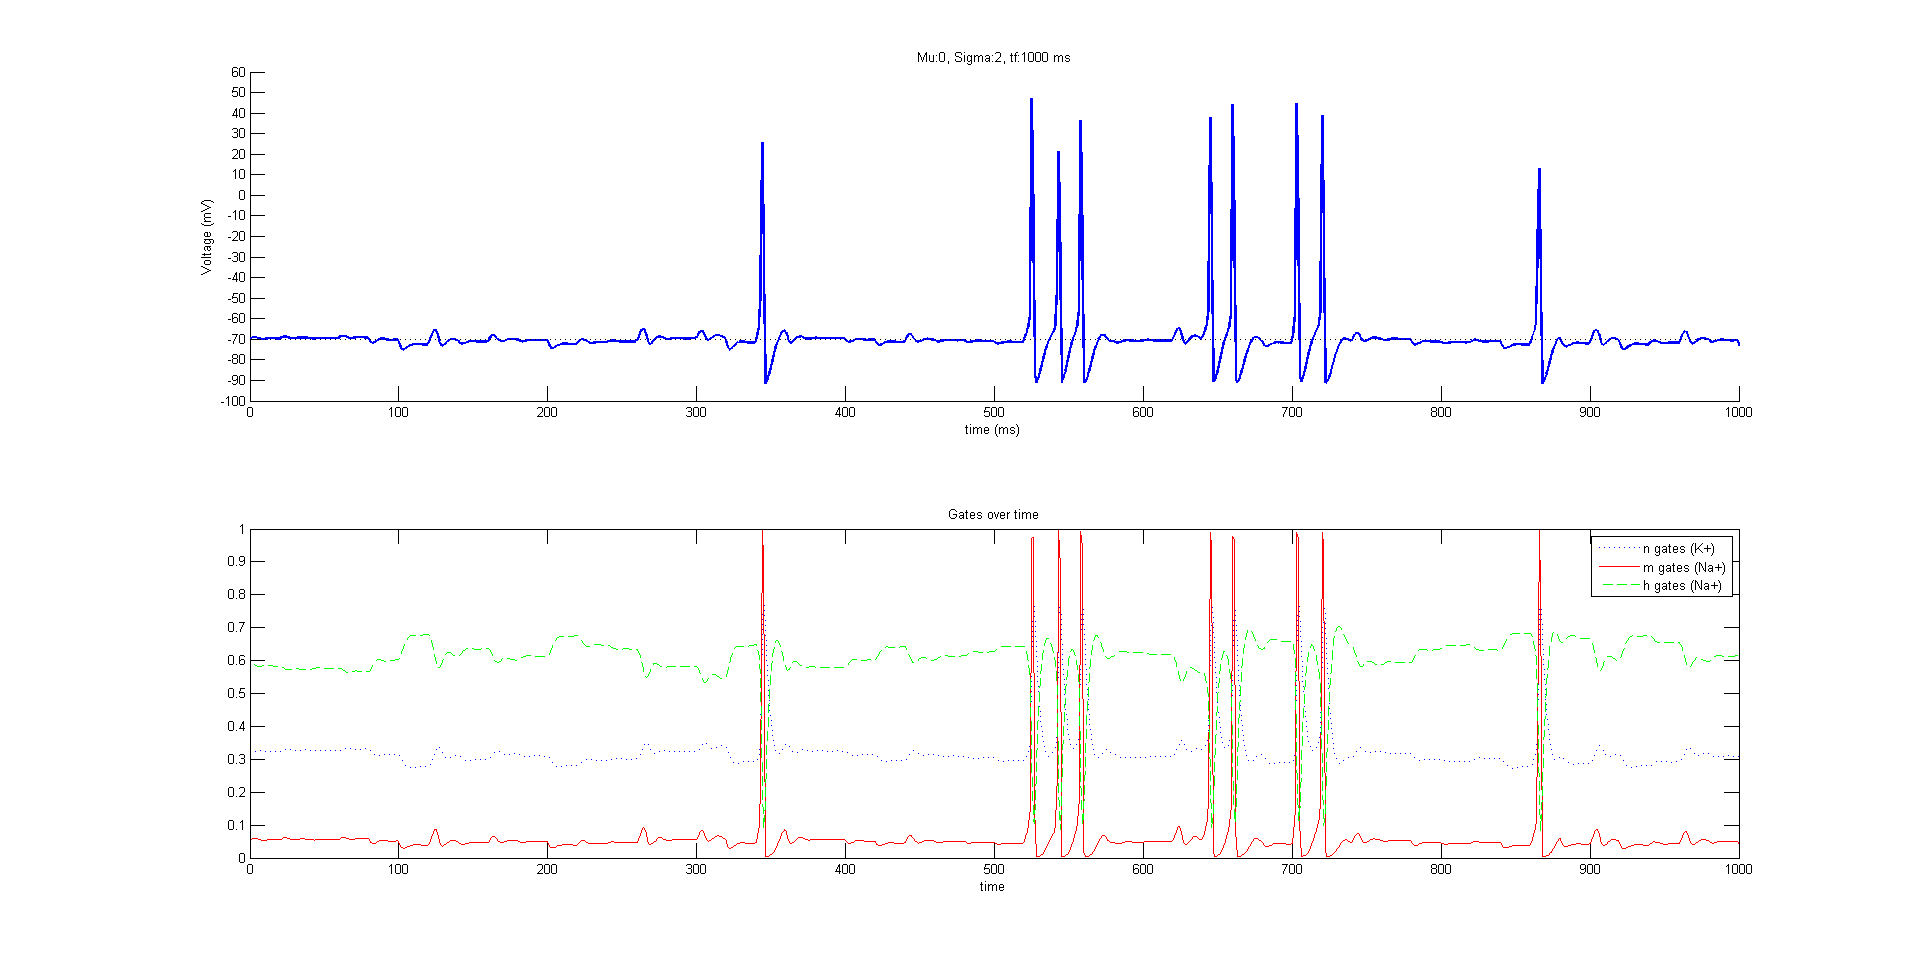 Mu:0, Sigma:2, tf:1000 ms
60
50
40
30
20
10
0
-10
-20
-30
-40
-50
-60
-70
-80
-90
-100
Voltage (mV)
0 100 200 300 400 500 600 700 800 900 1000
time (ms)
Gates over time
1
0.9
0.8
0.7
0.6
0.5
0.4
0.3
0.2
0.1
0
n gates (K+)
m gates (Na+)
h gates (Na+)
0 100 200 300 400 500 600 700 800 900 1000
time